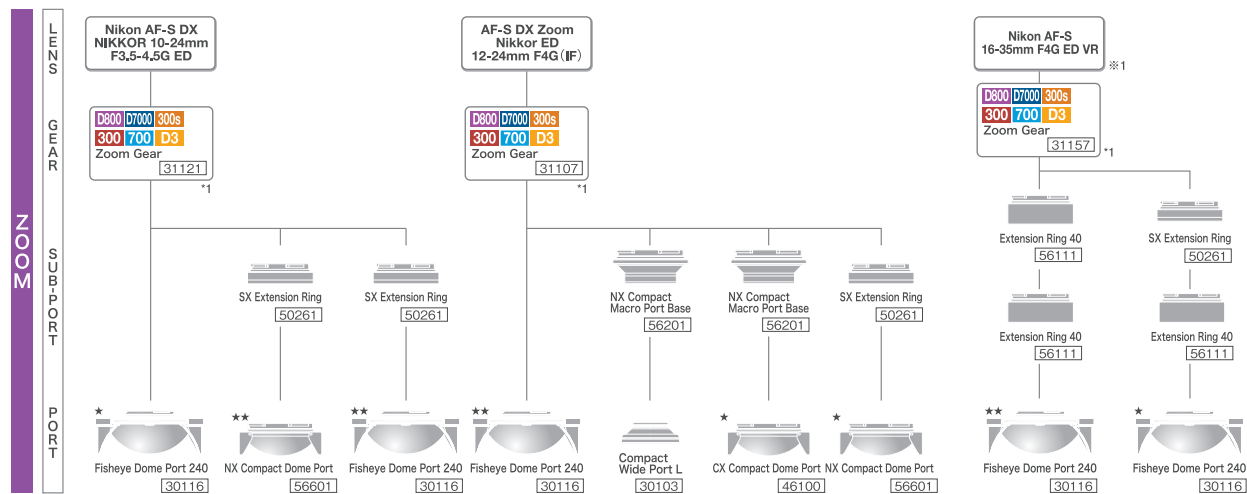 ZOOM
LENS
GEAR
SUB-PORT
PORT
Nikon AF-S DX
NIKKOR 10-24mm
F3.5-4.5G ED
AF-S DX Zoom
Nikkor ED
12-24mm F4G(IF)
Nikon AF-S
16-35mm F4G ED VR
※1
D800 D7000 300s
300 700 D3
Zoom Gear
31121
*1
D800 D7000 300s
300 700 D3
Zoom Gear
31107
*1
D800 D7000 300s
300 700 D3
Zoom Gear
31157
*1
SX Extension Ring
50261
SX Extension Ring
50261
NX Compact
Macro Port Base
56201
NX Compact
Macro Port Base
56201
SX Extension Ring
50261
Extension Ring 40
56111
SX Extension Ring
50261
Extension Ring 40
56111
Extension Ring 40
56111
★
Fisheye Dome Port 240
30116
★★
NX Compact Dome Port
56601
★★
Fisheye Dome Port 240
30116
★★
Fisheye Dome Port 240
30116
Compact
Wide Port L
30103
★
CX Compact Dome Port
46100
★
NX Compact Dome Port
56601
★★
Fisheye Dome Port 240
30116
★
Fisheye Dome Port 240
30116